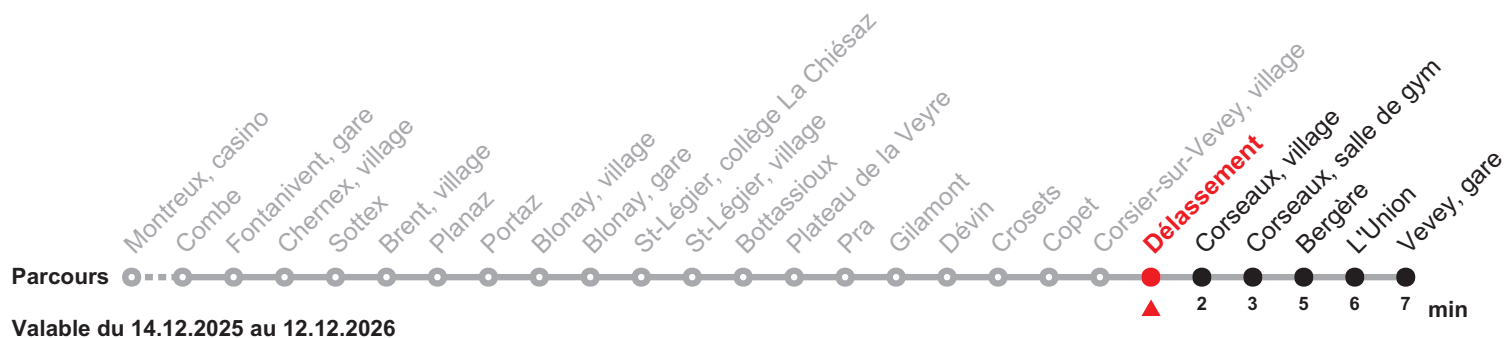 Montreux, casino
Combe
Fontanivent, gare
Chernex, village
Sottex
Brent, village
Planaz
Portaz
Blonay, village
Blonay, gare
St-Légier, collège La Chiésaz
St-Légier, village
Bottassioux
Plateau de la Veyre
Pra
Gilamont
Dévin
Crosets
Copet
Corsier-sur-Vevey, village
Délassement
Corseaux, village
Corseaux, salle de gym
Bergère
L'Union
Vevey, gare
Parcours
2 3 5 6 7 min
Valable du 14.12.2025 au 12.12.2026